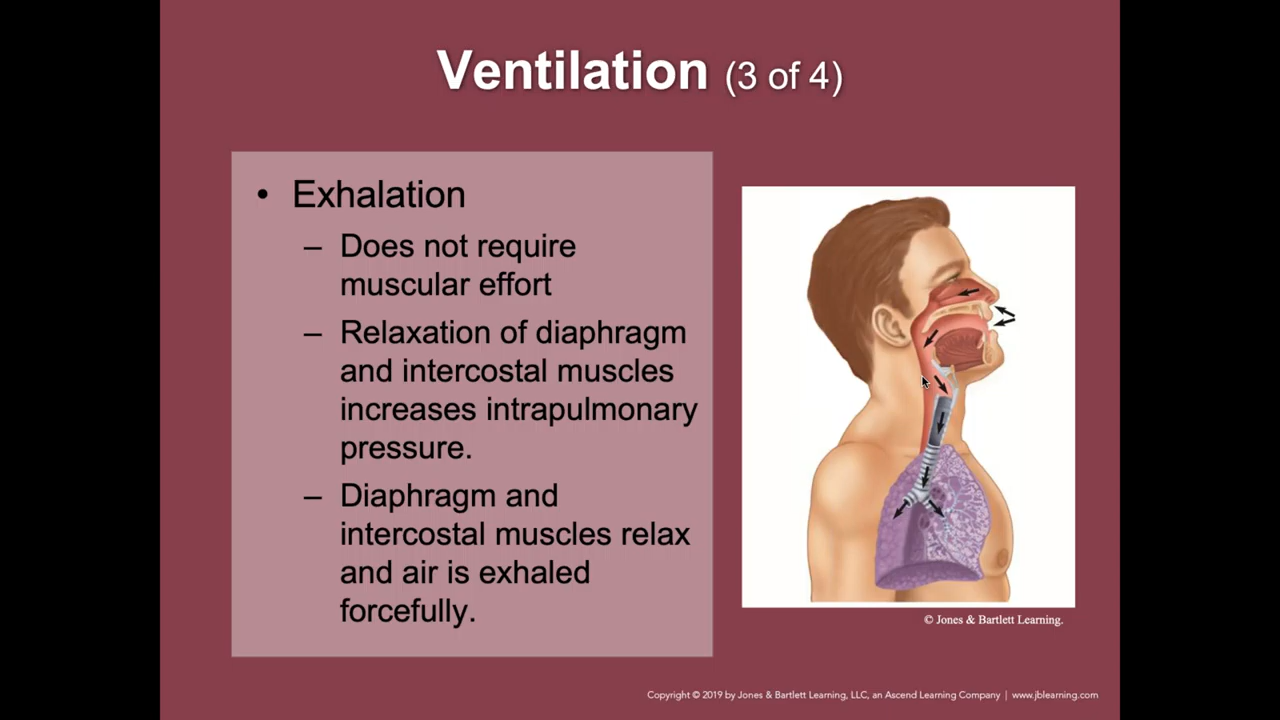 Ventilation (3 of 4)
• Exhalation
– Does not require
muscular effort
– Relaxation of diaphragm
and intercostal muscles
increases intrapulmonary
pressure.
– Diaphragm and
intercostal muscles relax
and air is exhaled
forcefully.
© Jones & Bartlett Learning.
Copyright © 2019 by Jones & Bartlett Learning, LLC, an Ascend Learning Company | www.jblearning.com